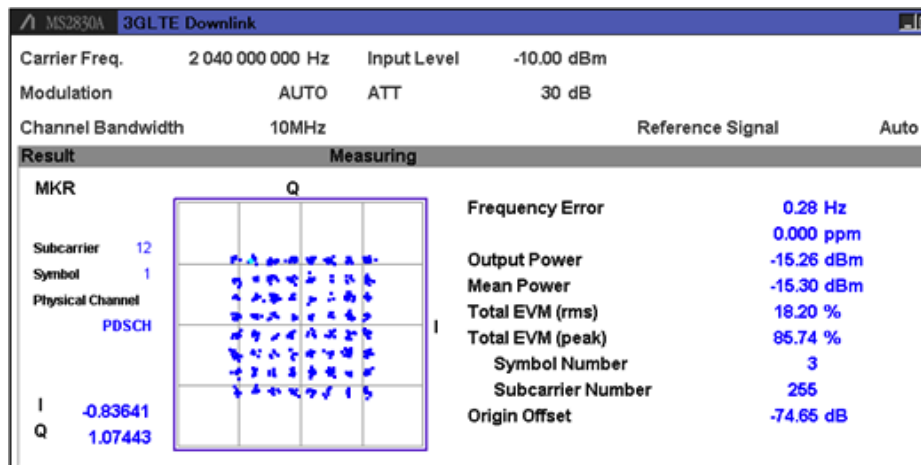 MS2830A 3GLTE Downlink
Carrier Freq. 2 040 000 000 Hz Input Level -10.00 dBm
Modulation AUTO ATT 30 dB
Channel Bandwidth 10MHz Reference Signal Auto
Result Measuring
MKR Q
Frequency Error 0.28 Hz
0.000 ppm
Subcarrier 12
Output Power -15.26 dBm
Symbol 1
Mean Power -15.30 dBm
Physical Channel
Total EVM (rms) 18.20 %
PDSCH
I
Total EVM (peak) 85.74 %
Symbol Number 3
Subcarrier Number 255
I -0.83641
Origin Offset -74.65 dB
Q 1.07443